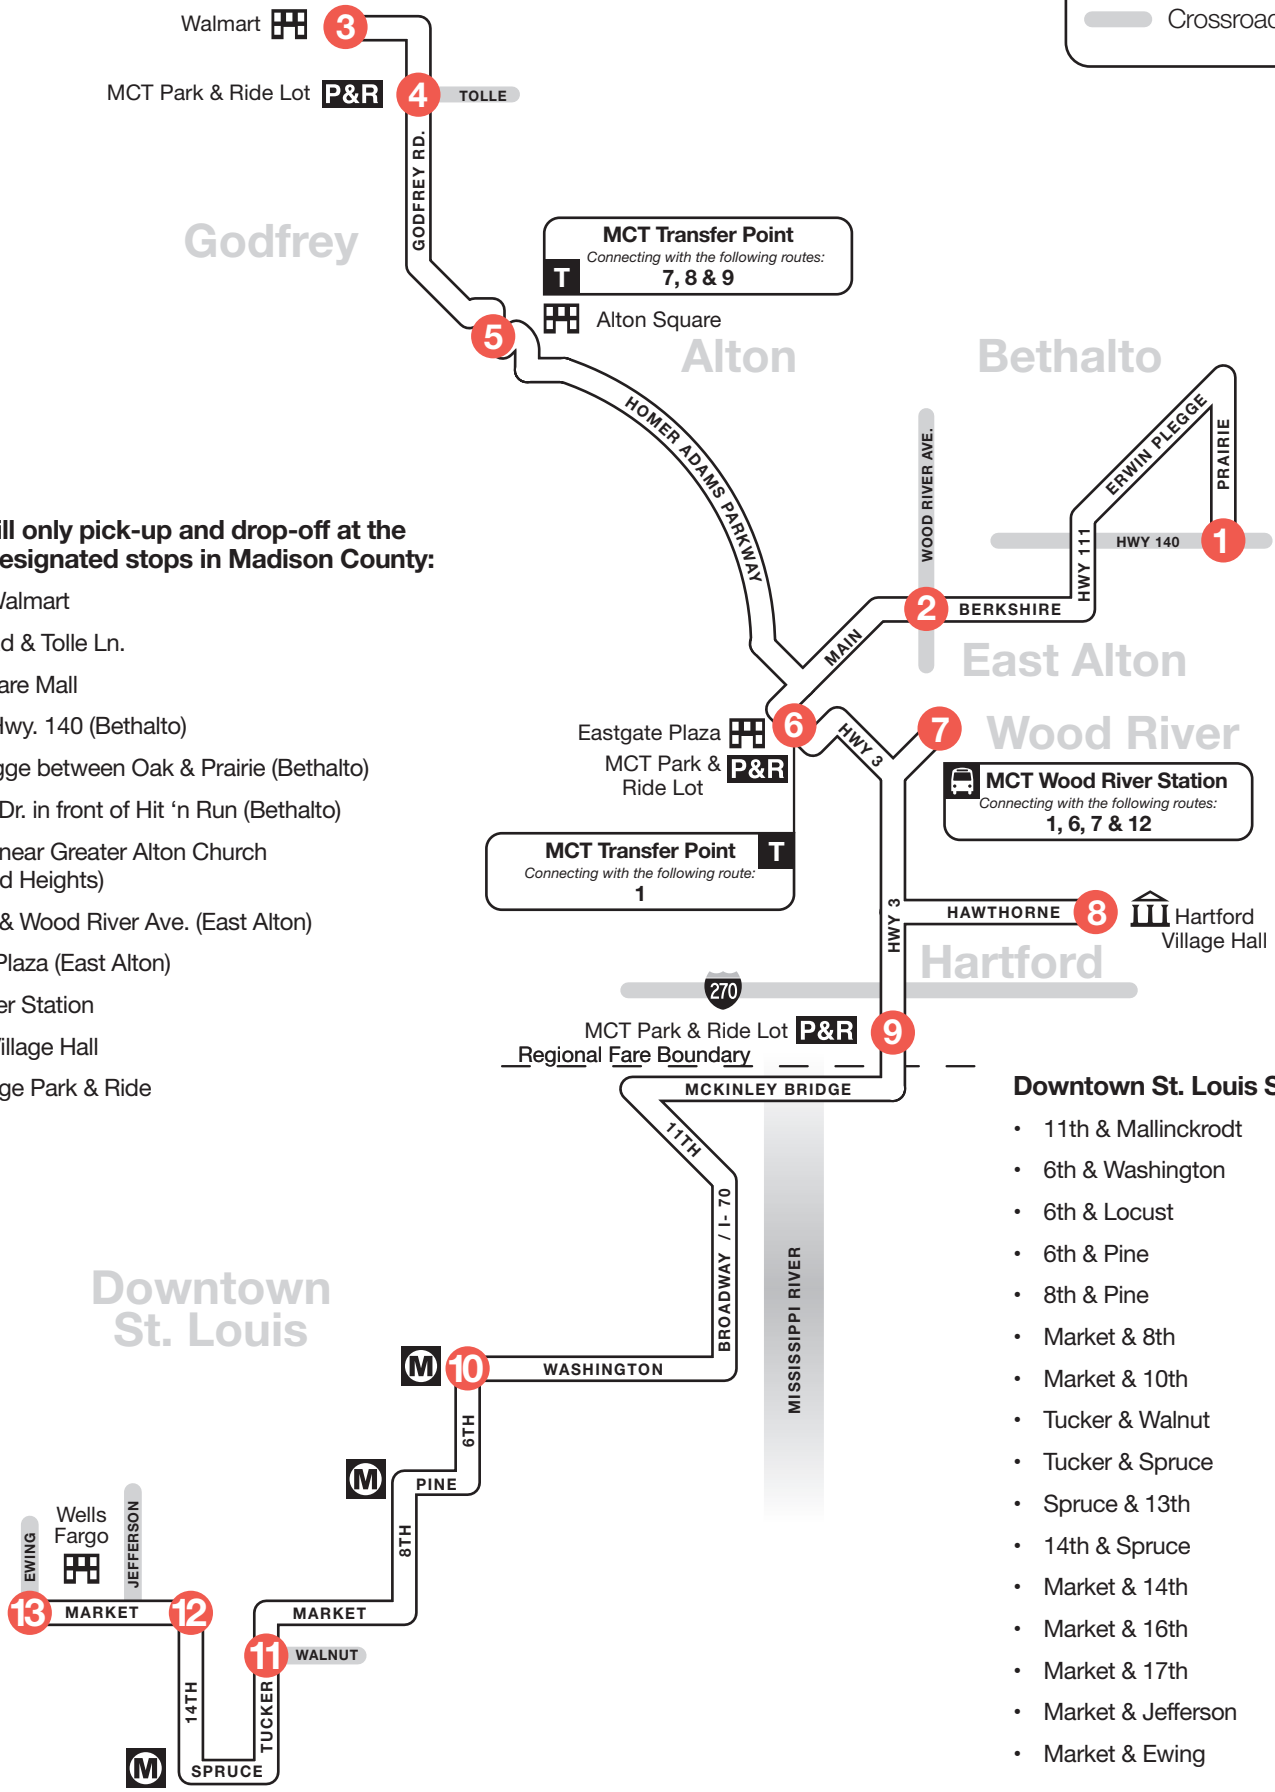 Crossroad
Walmart
3
MCT Park & Ride Lot P&R
4
TOLLE
GODFREY RD.
Godfrey
MCT Transfer Point
Connecting with the following routes:
T
7, 8 & 9
5
Alton Square
Alton
Bethalto
HOMER ADAMS PARKWAY
WOOD RIVER AVE.
ERWIN PLEGGE
PRAIRIE
HWY 111
HWY 140
1
2
BERKSHIRE
MAIN
East Alton
ill only pick-up and drop-off at the
esignated stops in Madison County:
Walmart
d & Tolle Ln.
are Mall
Hwy. 140 (Bethalto)
gge between Oak & Prairie (Bethalto)
Dr. in front of Hit ‘n Run (Bethalto)
near Greater Alton Church
d Heights)
& Wood River Ave. (East Alton)
Plaza (East Alton)
er Station
Village Hall
ge Park & Ride
Eastgate Plaza
6
MCT Park &
Ride Lot
P&R
HWY 3
7
Wood River
MCT Wood River Station
Connecting with the following routes:
1, 6, 7 & 12
MCT Transfer Point
T
Connecting with the following route:
1
HWY 3
HAWTHORNE
8
Hartford
Village Hall
Hartford
270
MCT Park & Ride Lot P&R
9
Regional Fare Boundary
MCKINLEY BRIDGE
11TH
BROADWAY / I- 70
MISSISSIPPI RIVER
Downtown
St. Louis
M
10
WASHINGTON
6TH
M
PINE
8TH
Wells
Fargo
EWING
JEFFERSON
13
MARKET
12
MARKET
11
WALNUT
14TH
TUCKER
M
SPRUCE
Downtown St. Louis S
• 11th & Mallinckrodt
• 6th & Washington
• 6th & Locust
• 6th & Pine
• 8th & Pine
• Market & 8th
• Market & 10th
• Tucker & Walnut
• Tucker & Spruce
• Spruce & 13th
• 14th & Spruce
• Market & 14th
• Market & 16th
• Market & 17th
• Market & Jefferson
• Market & Ewing